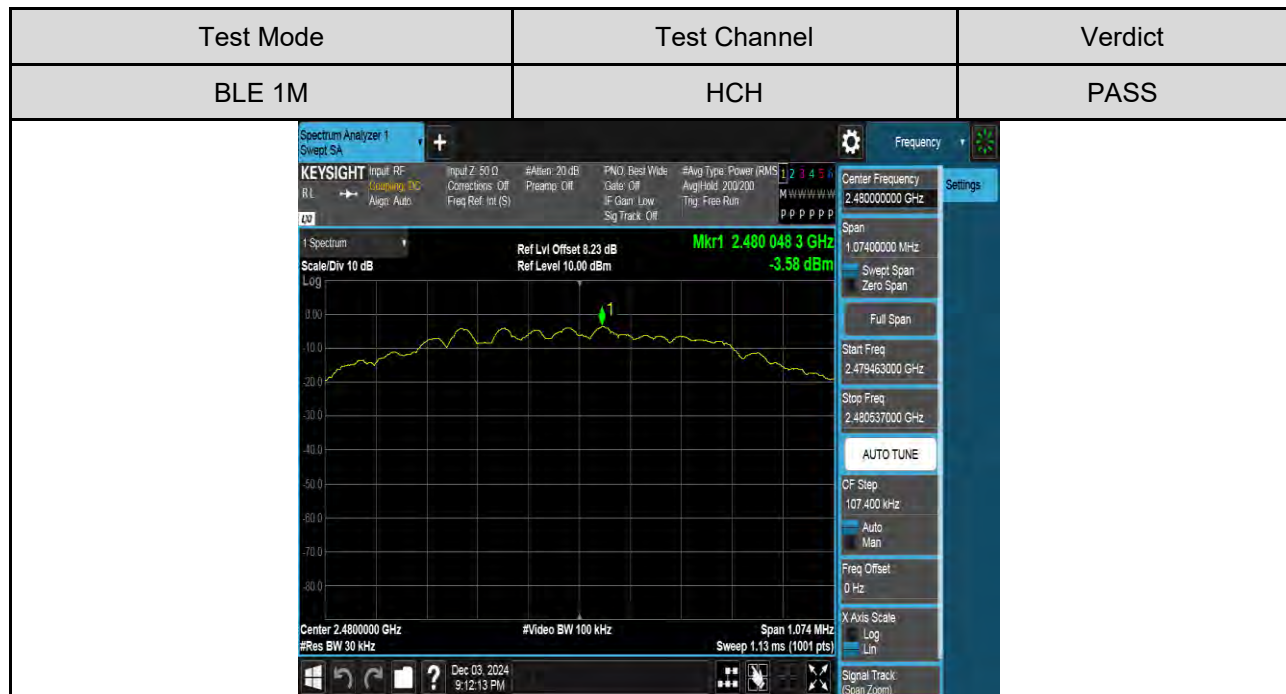 Test Mode Test Channel Verdict
BLE 1M HCH PASS
Spectrum Analyzer 1
Swept SA
+
Frequency
KEYSIGHT Input: RF Input Z: 50 Ω #Atten: 20 dB PNO: Best Wide #Avg Type: Power (RMS 1 2 3 4 5 6
RL Coupling: DC Corrections: Off Preamp: Off Gate: Off Avg|Hold: 200/200 M W W W W W
Align: Auto Freq Ref: Int (S) IF Gain: Low Trig: Free Run
Sig Track: Off P P P P P P
Center Frequency
2.480000000 GHz
Settings
1 Spectrum
Ref Lvl Offset 8.23 dB
Mkr1 2.480 048 3 GHz
Scale/Div 10 dB Ref Level 10.00 dBm -3.58 dBm
Log
1
0.00
-10.0
-20.0
-30.0
-40.0
-50.0
-60.0
-70.0
-80.0
Center 2.4800000 GHz #Video BW 100 kHz Span 1.074 MHz
#Res BW 30 kHz Sweep 1.13 ms (1001 pts)
Span
1.07400000 MHz
Swept Span
Zero Span
Full Span
Start Freq
2.479463000 GHz
Stop Freq
2.480537000 GHz
AUTO TUNE
CF Step
107.400 kHz
Auto
Man
Freq Offset
0 Hz
X Axis Scale
Log
Lin
Signal Track
(Span Zoom)
? Dec 03, 2024
9:12:13 PM